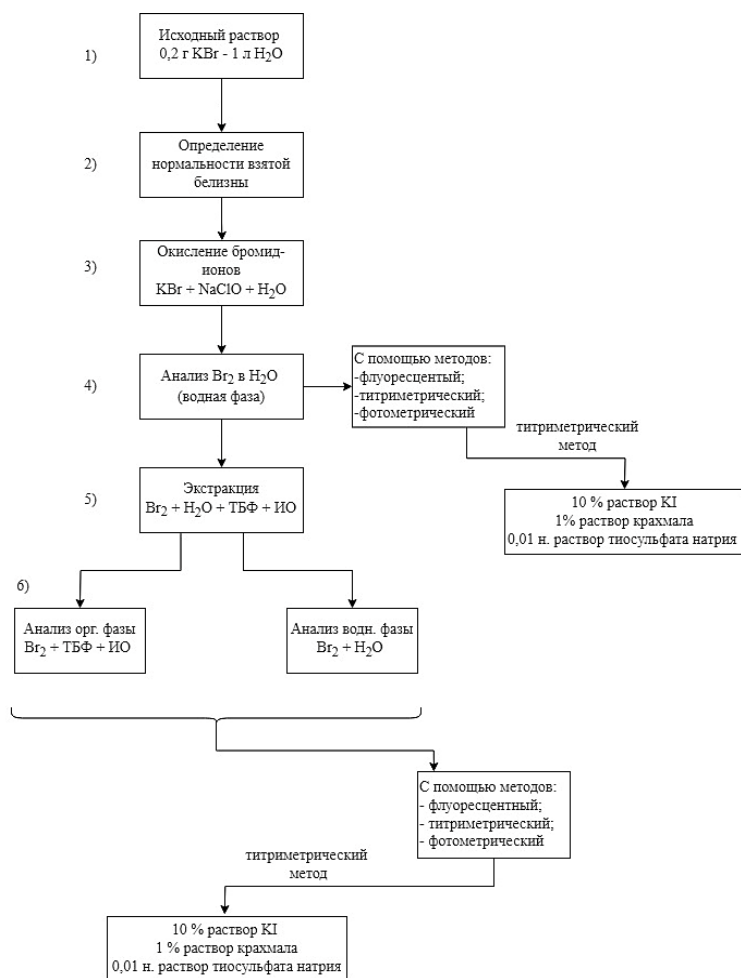 1)
Исходный раствор
0,2 г KBr - 1 л H₂O
2)
Определение
нормальности взятой
белизны
3)
Окисление бромид-
ионов
KBr + NaClO + H₂O
4)
Анализ Br₂ в H₂O
(водная фаза)
С помощью методов:
-флуоресцентый;
-титриметрический;
-фотометрический
титриметрический
метод
10 % раствор KI
1% раствор крахмала
0,01 н. раствор тиосульфата натрия
5)
Экстракция
Br₂ + H₂O + ТБФ + ИО
6)
Анализ орг. фазы
Br₂ + ТБФ + ИО
Анализ водн. фазы
Br₂ + H₂O
С помощью методов:
- флуоресцентный;
- титриметрический;
- фотометрический
титриметрический
метод
10 % раствор KI
1 % раствор крахмала
0,01 н. раствор тиосульфата натрия